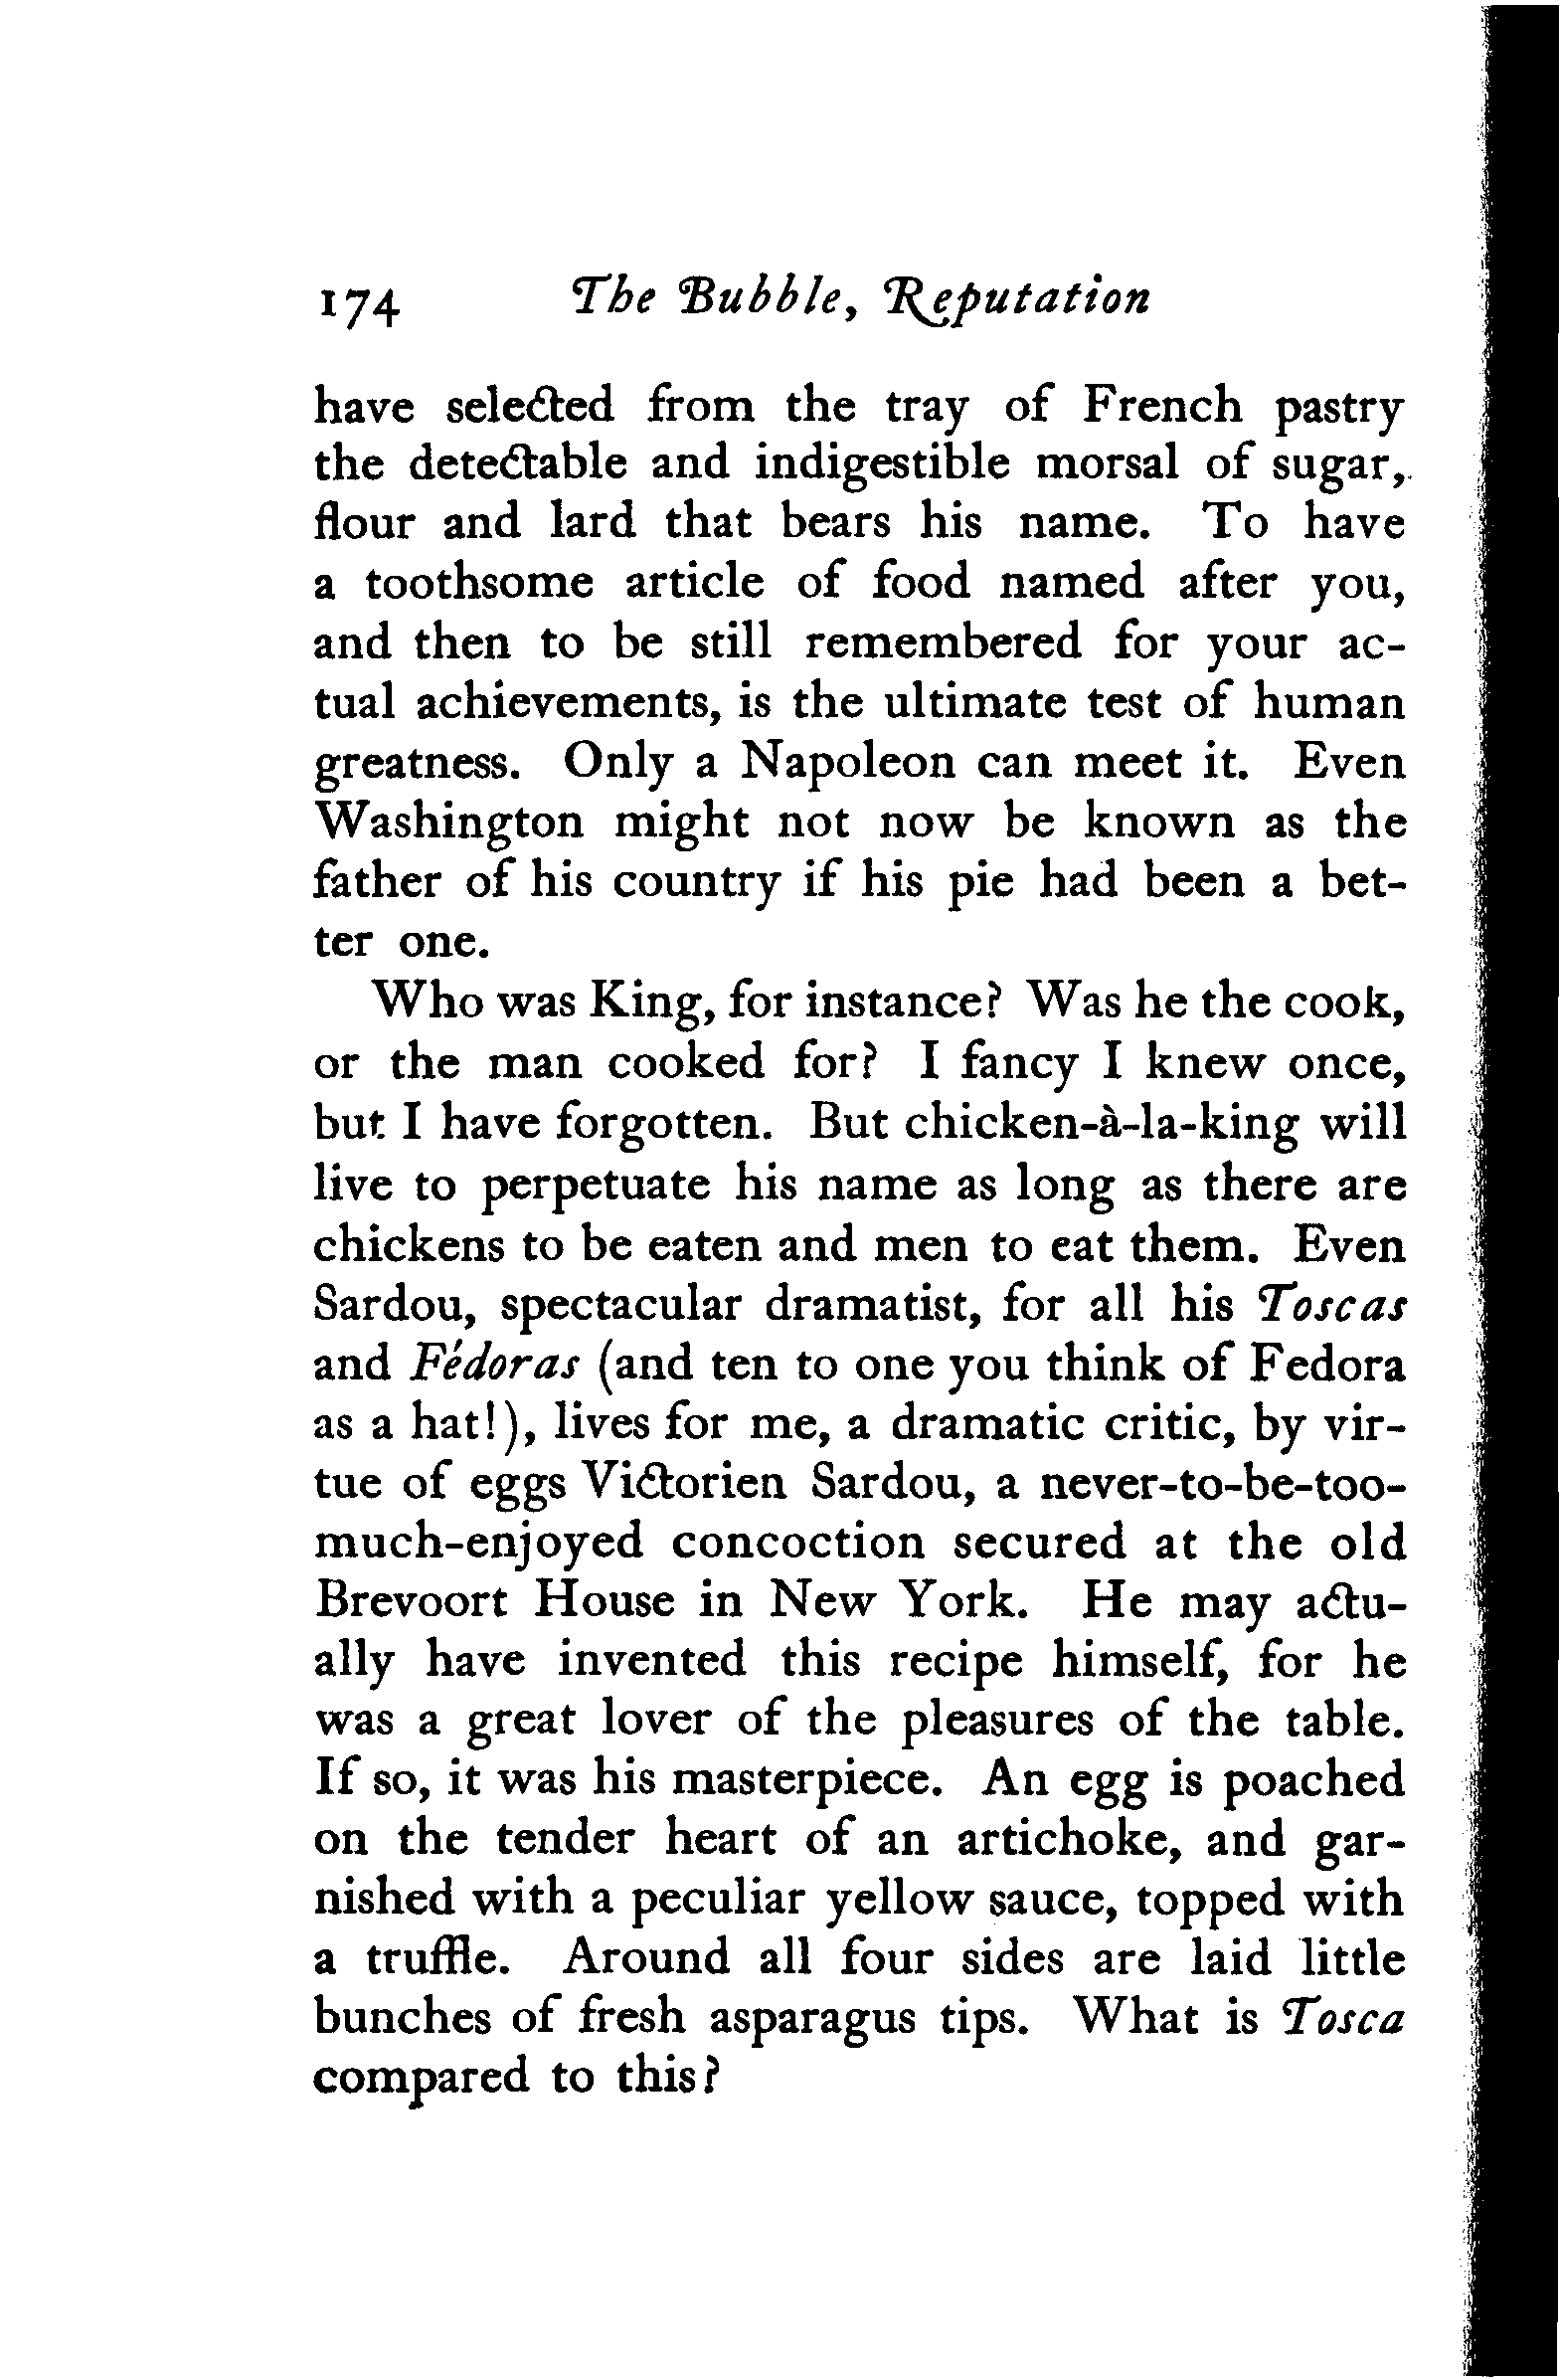 174 The Bubble, Reputation
have selected from the tray of French pastry
the detectable and indigestible morsal of sugar,
flour and lard that bears his name. To have
a toothsome article of food named after you,
and then to be still remembered for your ac-
tual achievements, is the ultimate test of human
greatness. Only a Napoleon can meet it. Even
Washington might not now be known as the
father of his country if his pie had been a bet-
ter one.
Who was King, for instance? Was he the cook,
or the man cooked for? I fancy I knew once,
but I have forgotten. But chicken-à-la-king will
live to perpetuate his name as long as there are
chickens to be eaten and men to eat them. Even
Sardou, spectacular dramatist, for all his Toscas
and Fédoras (and ten to one you think of Fedora
as a hat!), lives for me, a dramatic critic, by vir-
tue of eggs Victorien Sardou, a never-to-be-too-
much-enjoyed concoction secured at the old
Brevoort House in New York. He may actu-
ally have invented this recipe himself, for he
was a great lover of the pleasures of the table.
If so, it was his masterpiece. An egg is poached
on the tender heart of an artichoke, and gar-
nished with a peculiar yellow sauce, topped with
a truffle. Around all four sides are laid little
bunches of fresh asparagus tips. What is Tosca
compared to this?